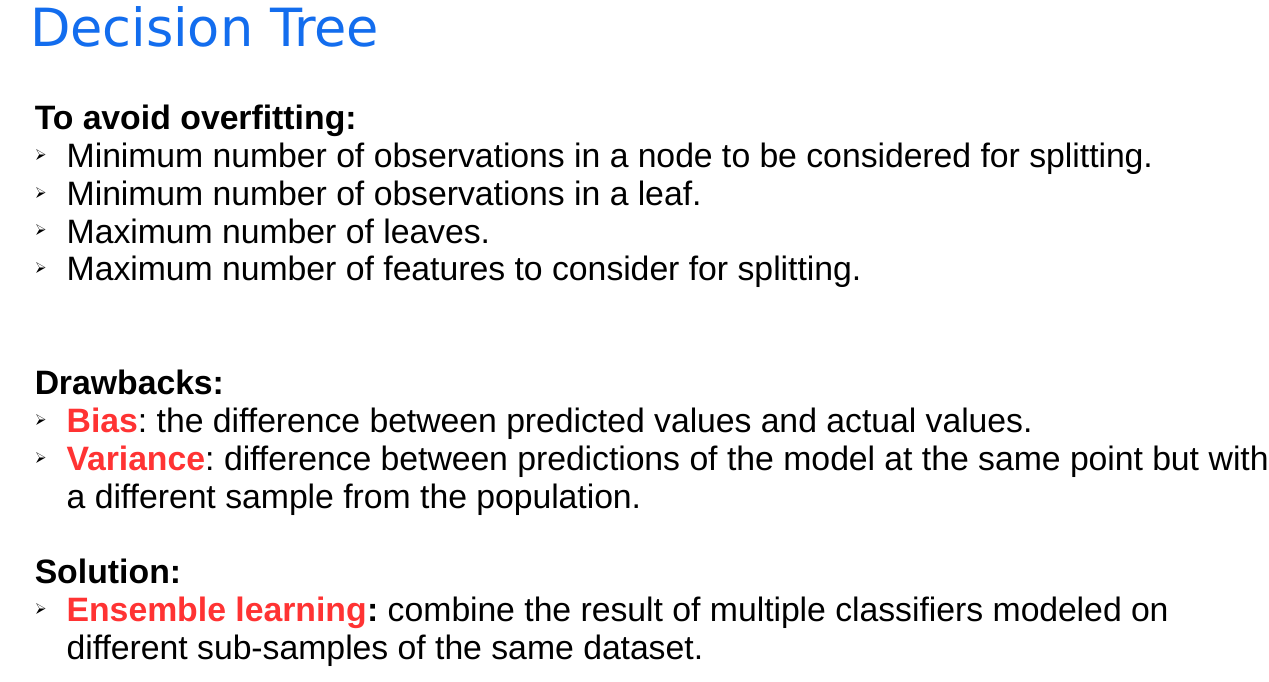 Decision Tree
To avoid overfitting:
➢ Minimum number of observations in a node to be considered for splitting.
➢ Minimum number of observations in a leaf.
➢ Maximum number of leaves.
➢ Maximum number of features to consider for splitting.
Drawbacks:
➢ Bias: the difference between predicted values and actual values.
➢ Variance: difference between predictions of the model at the same point but with
a different sample from the population.
Solution:
➢ Ensemble learning: combine the result of multiple classifiers modeled on
different sub-samples of the same dataset.